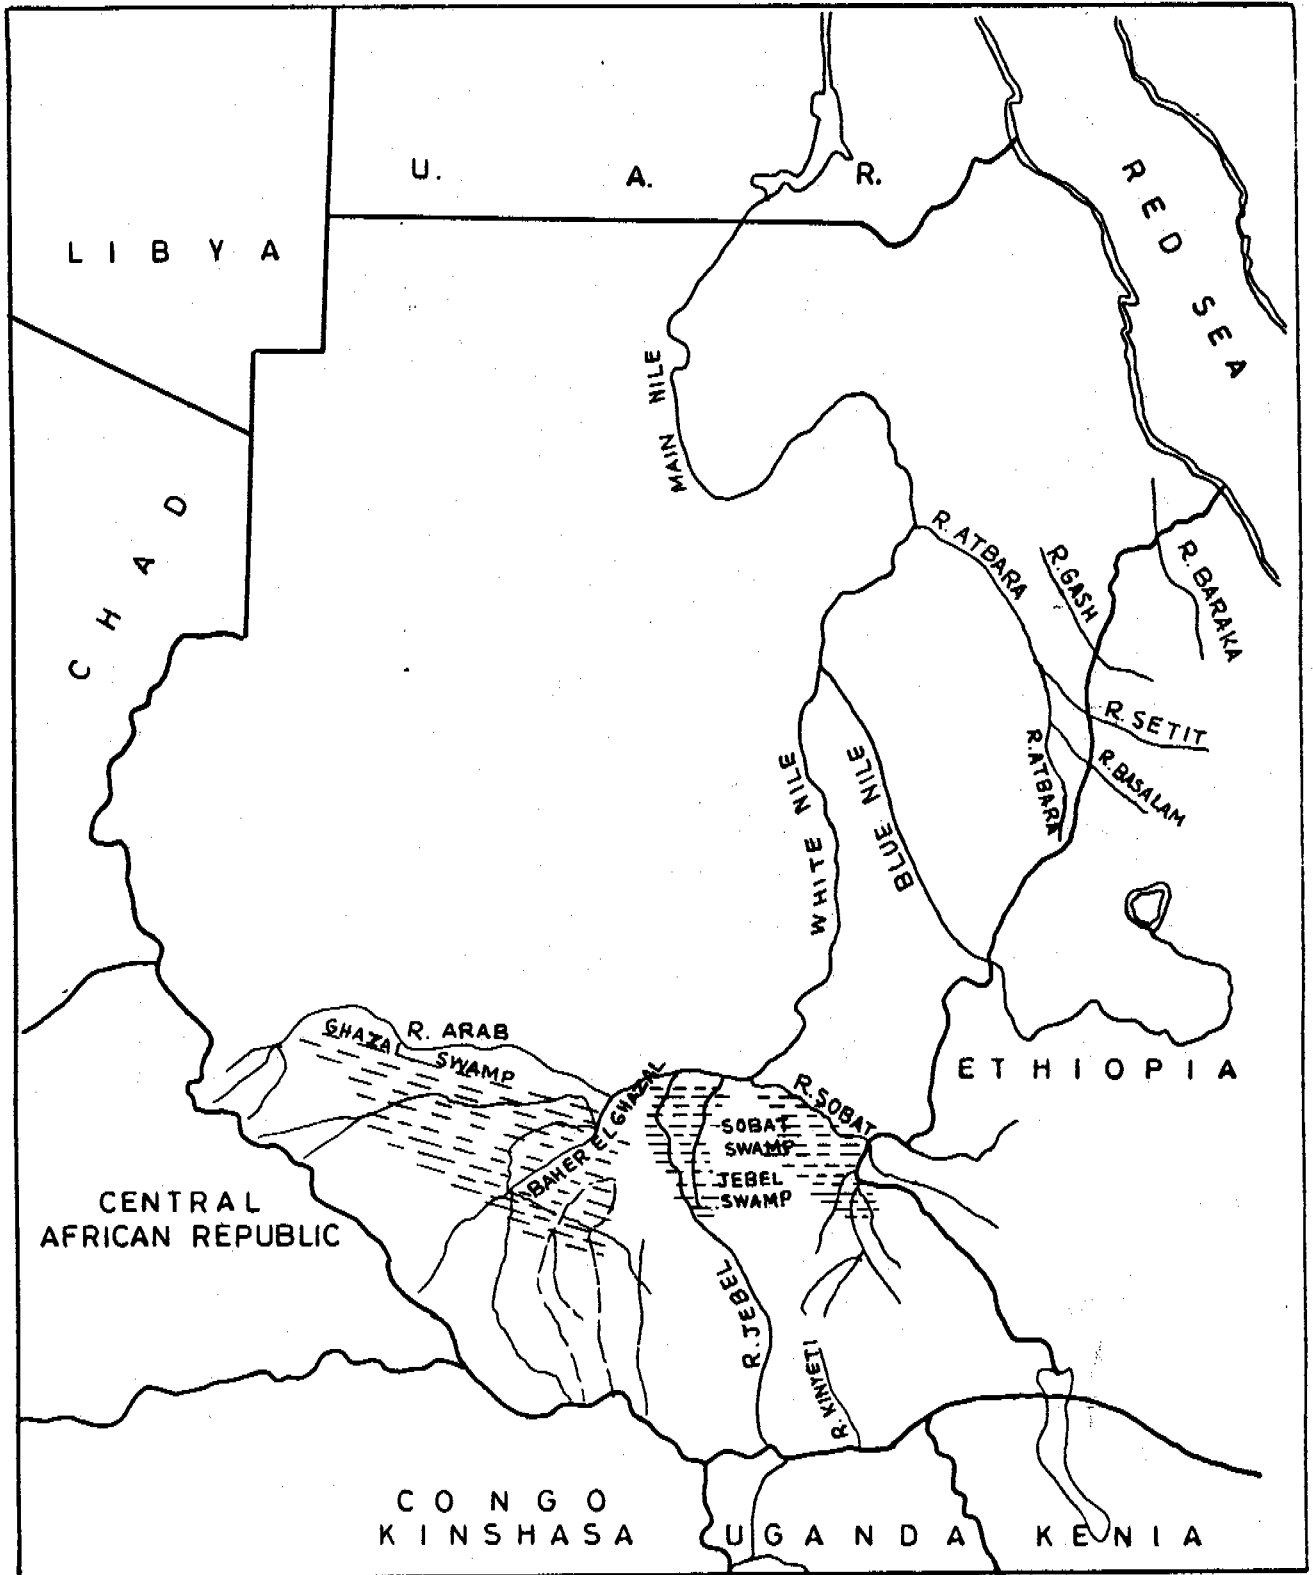 U. A. R.
LIBYA
RED SEA
CHAD
MAIN NILE
R. ATBARA
R. GASH
R. BARAKA
R. SETIT
R. BASALAM
R. ATBARA
WHITE NILE
BLUE NILE
ETHIOPIA
GHAZAL
SWAMP
R. ARAB
BAHER EL GHAZAL
R. SOBAT
SOBAT
SWAMP
JEBEL
SWAMP
CENTRAL
AFRICAN REPUBLIC
R. JEBEL
R. KINYETI
CONGO
KINSHASA
UGANDA
KENIA